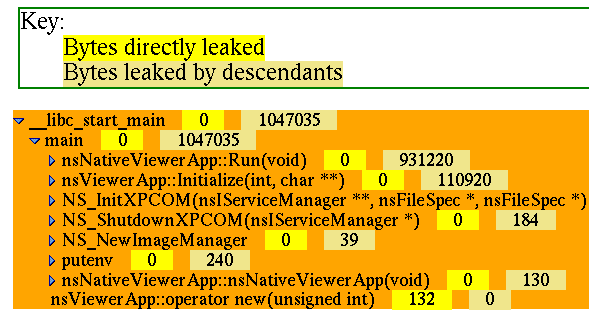 Key:
Bytes directly leaked
Bytes leaked by descendants
__libc_start_main 0 1047035
main 0 1047035
nsNativeViewerApp::Run(void) 0 931220
nsViewerApp::Initialize(int, char **) 0 110920
NS_InitXPCOM(nsIServiceManager **, nsFileSpec *, nsFileSpec *)
NS_ShutdownXPCOM(nsIServiceManager *) 0 184
NS_NewImageManager 0 39
putenv 0 240
nsNativeViewerApp::nsNativeViewerApp(void) 0 130
nsViewerApp::operator new(unsigned int) 132 0